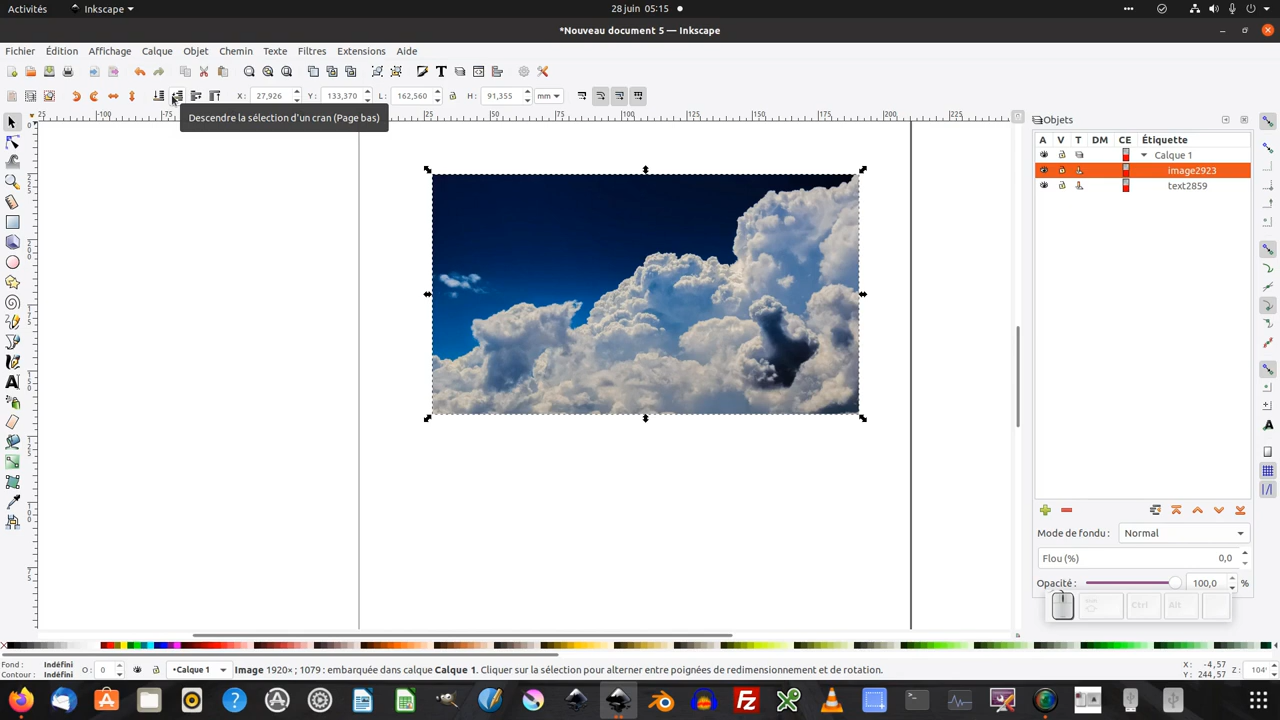 Activités
Inkscape
28 juin 05:15
*Nouveau document 5 — Inkscape
Fichier Édition Affichage Calque Objet Chemin Texte Filtres Extensions Aide
X: 27,926 Y: 133,370 L: 162,560 H: 91,355 mm
Descendre la sélection d'un cran (Page bas)
Objets
A V T DM CE Étiquette
Calque 1
image2923
text2859
Mode de fondu : Normal
Flou (%) 0,0
Opacité : 100,0 %
Ctrl Alt
Fond : Indéfini
Contour : Indéfini
O: 0
•Calque 1
Image 1920× ; 1079 : embarquée dans calque Calque 1. Cliquer sur la sélection pour alterner entre poignées de redimensionnement et de rotation.
X: -4,57
Y: 244,57
Z: 104